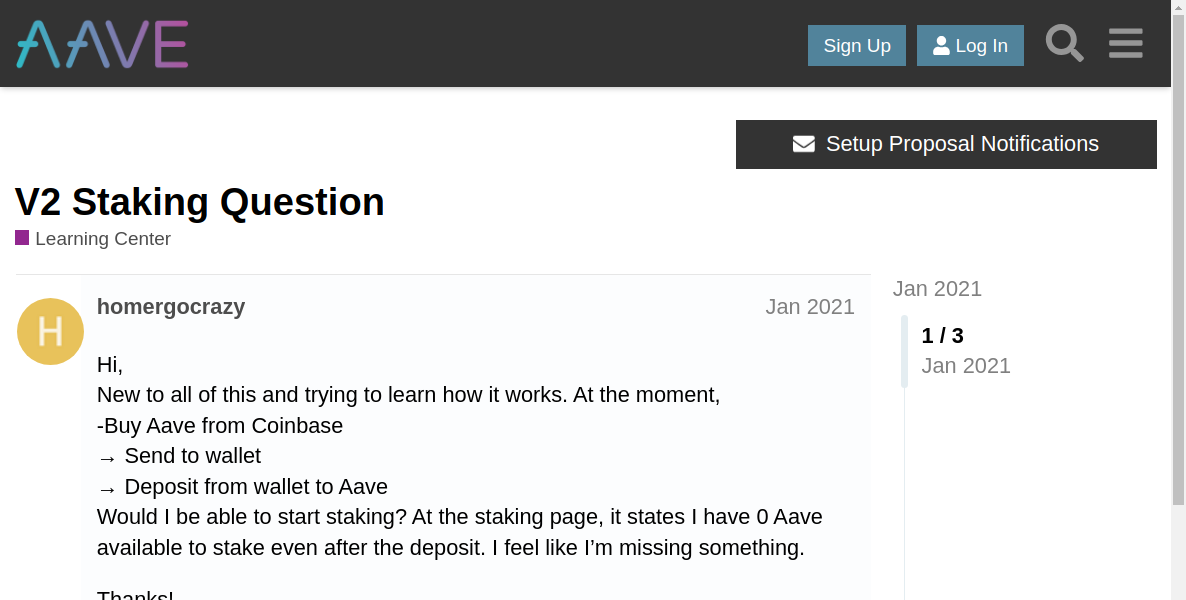 AAVE
Sign Up
Log In
Setup Proposal Notifications
V2 Staking Question
Learning Center
H
homergocrazy
Jan 2021
Hi,
New to all of this and trying to learn how it works. At the moment,
-Buy Aave from Coinbase
→ Send to wallet
→ Deposit from wallet to Aave
Would I be able to start staking? At the staking page, it states I have 0 Aave
available to stake even after the deposit. I feel like I’m missing something.
Thanks!
Jan 2021
1 / 3
Jan 2021